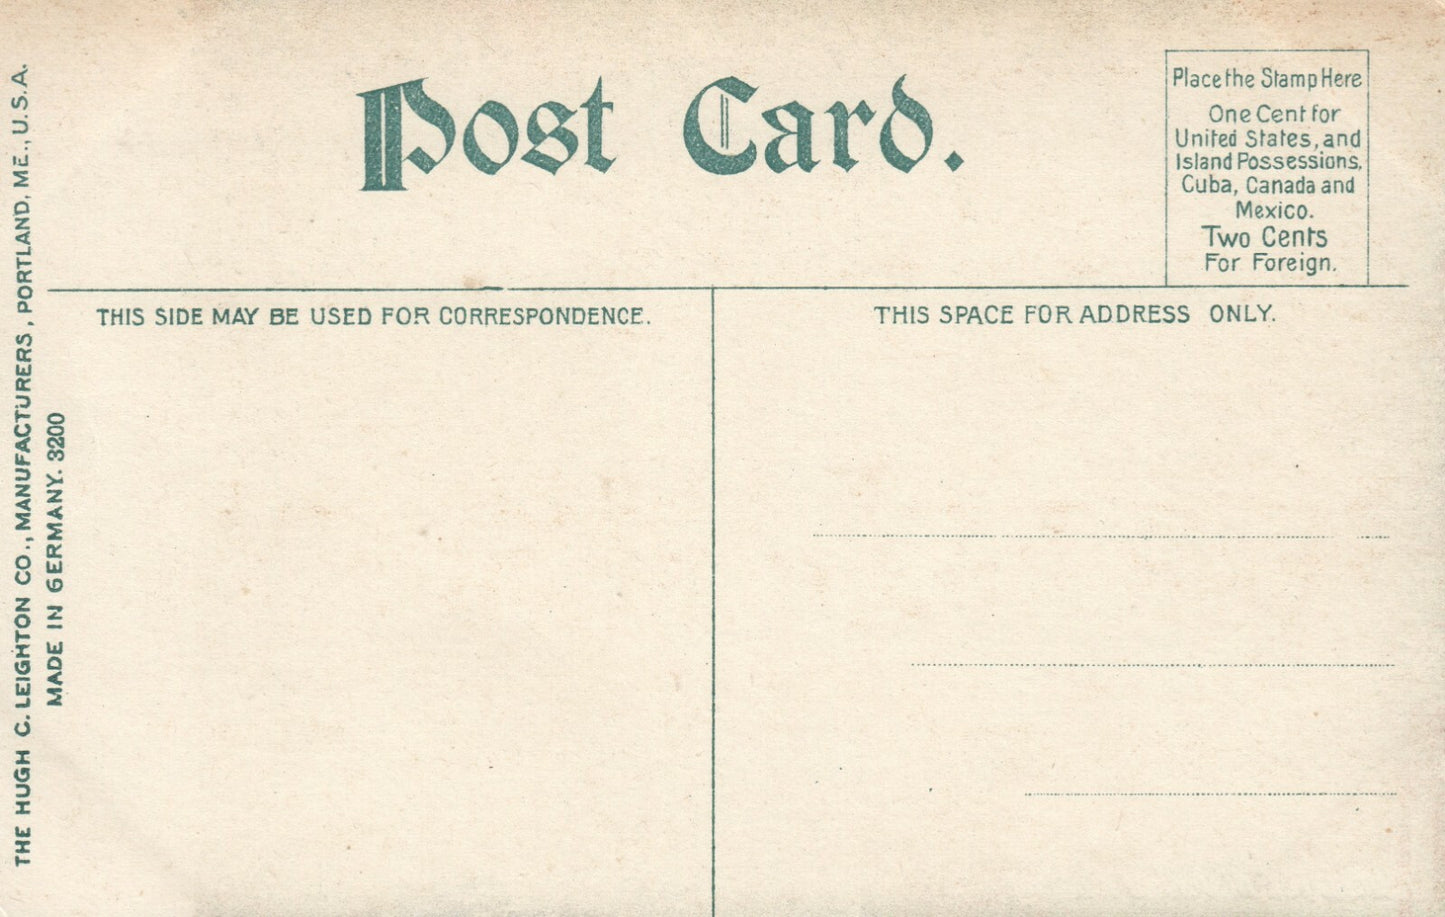 Post Card.
Place the Stamp Here
One Cent for
United States, and
Island Possessions,
Cuba, Canada and
Mexico.
Two Cents
For Foreign.
THIS SIDE MAY BE USED FOR CORRESPONDENCE.
THIS SPACE FOR ADDRESS ONLY.
THE HUGH C. LEIGHTON CO., MANUFACTURERS, PORTLAND, ME., U.S.A.
MADE IN GERMANY. 3200